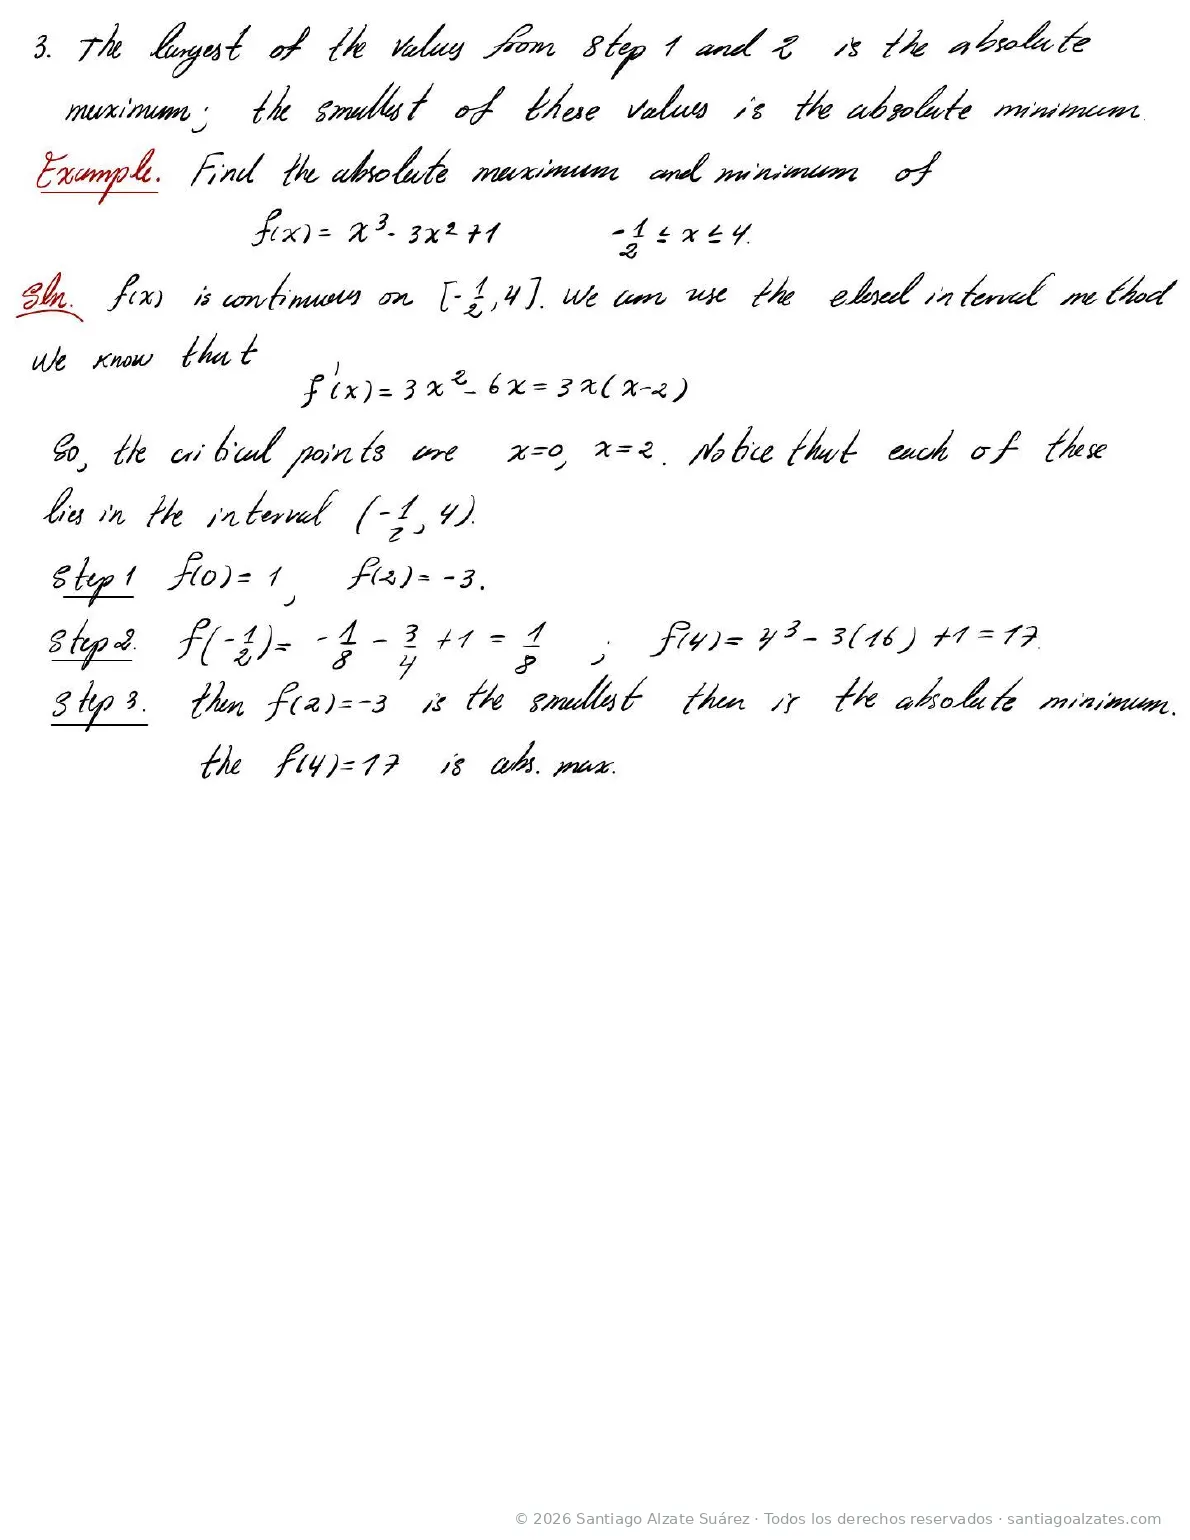 3. The largest of the values from Step 1 and 2 is the absolute
maximum; the smallest of these values is the absolute minimum.
Example. Find the absolute maximum and minimum of
f(x) = x³ - 3x² + 1 -1/2 ≤ x ≤ 4.
Sln. f(x) is continuous on [-1/2, 4]. We can use the closed interval method
We know that
f'(x) = 3x² - 6x = 3x(x-2)
So, the critical points are x=0, x=2. Notice that each of these
lies in the interval (-1/2, 4).
Step 1 f(0) = 1, f(2) = -3.
Step 2. f(-1/2) = -1/8 - 3/4 + 1 = 1/8 ; f(4) = 4³ - 3(16) + 1 = 17.
Step 3. then f(2) = -3 is the smallest then is the absolute minimum.
the f(4) = 17 is abs. max.
© 2026 Santiago Alzate Suárez · Todos los derechos reservados · santiagoalzates.com